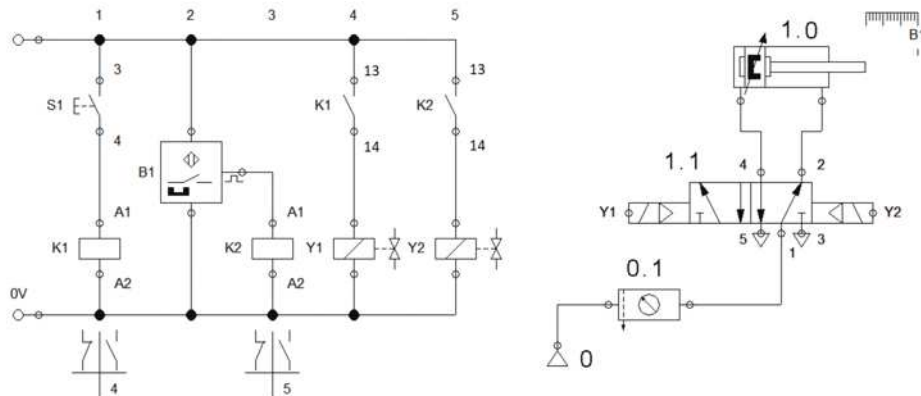 1 2 3 4 5
3 13 13
S1 K1 K2
4 14 14
B1
A1 A1
K1 K2 Y1 Y2
A2 A2
0V
4 5
B1
1.0
1.1 4 2
Y1 Y2
5 1 3
0.1
0